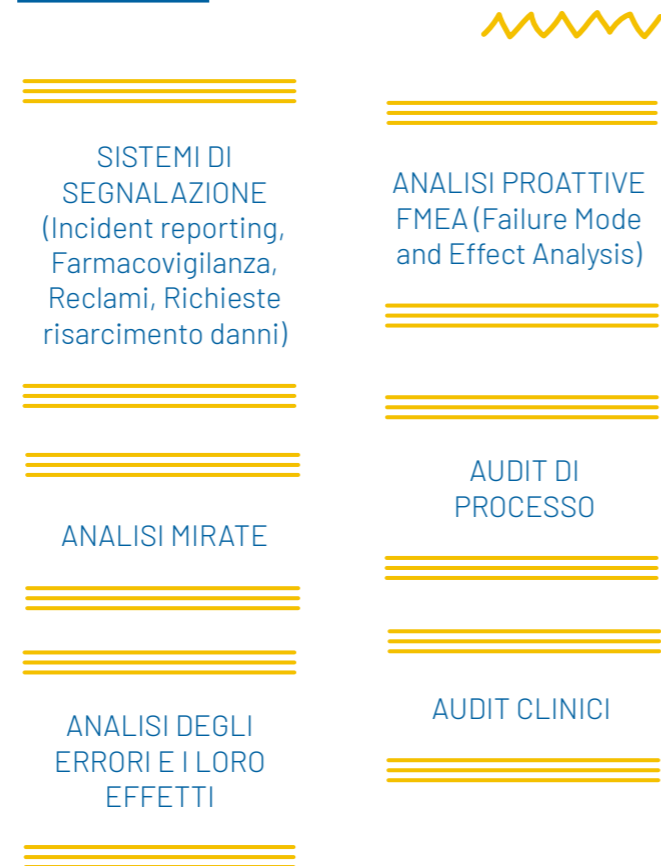 SISTEMI DI
SEGNALAZIONE
(Incident reporting,
Farmacovigilanza,
Reclami, Richieste
risarcimento danni)
ANALISI MIRATE
ANALISI DEGLI
ERRORI E I LORO
EFFETTI
ANALISI PROATTIVE
FMEA (Failure Mode
and Effect Analysis)
AUDIT DI
PROCESSO
AUDIT CLINICI